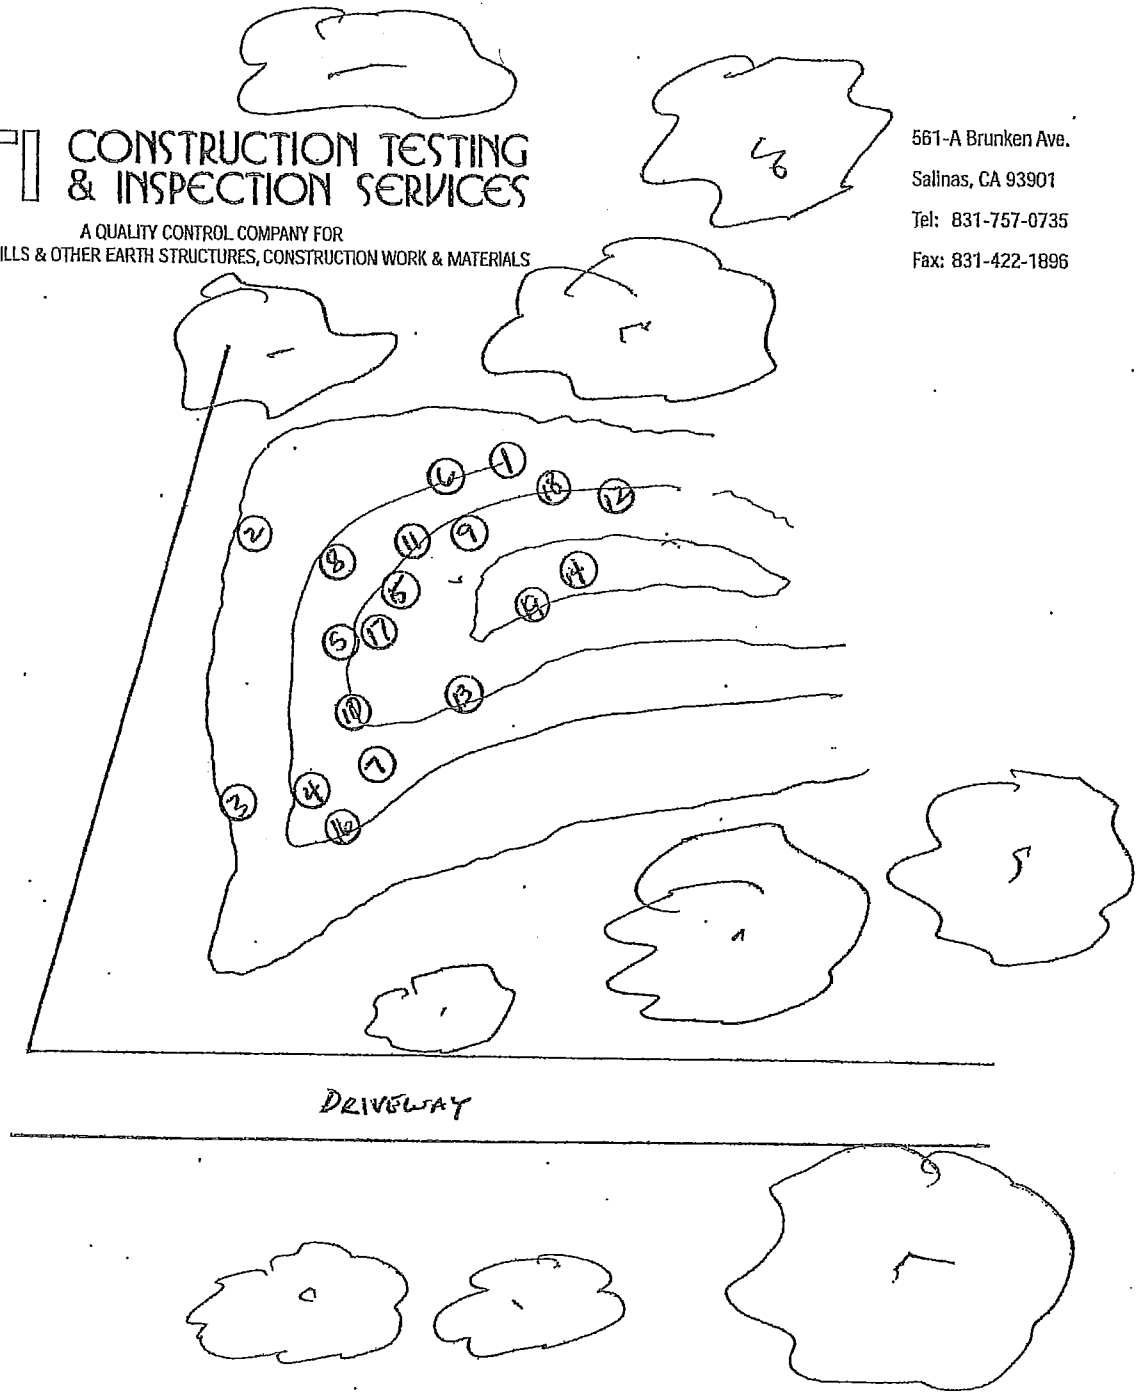 CONSTRUCTION TESTING
& INSPECTION SERVICES
A QUALITY CONTROL COMPANY FOR
ILLS & OTHER EARTH STRUCTURES, CONSTRUCTION WORK & MATERIALS
561-A Brunken Ave.
Salinas, CA 93901
Tel: 831-757-0735
Fax: 831-422-1896
1
6
18
12
2
11
9
8
14
19
5
17
10
13
7
3
4
16
DRIVEWAY